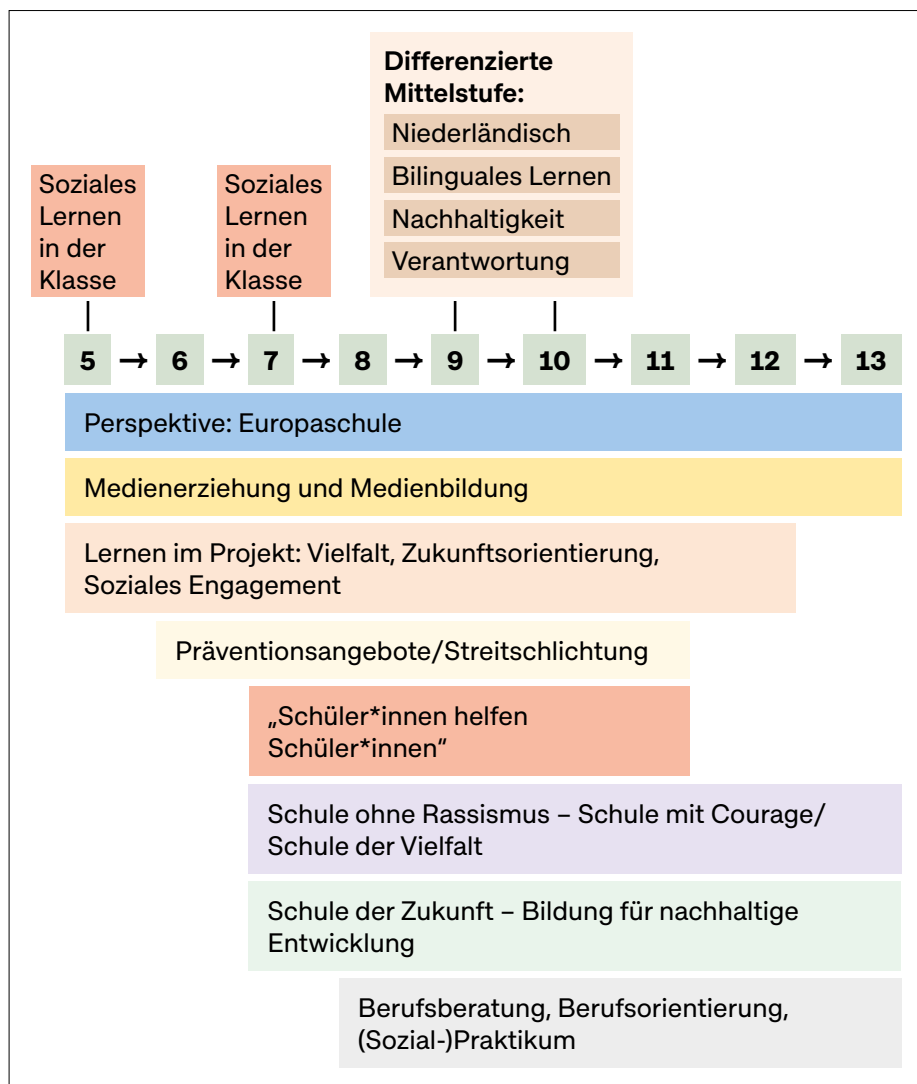 Differenzierte
Mittelstufe:
Niederländisch
Bilinguales Lernen
Nachhaltigkeit
Verantwortung
Soziales
Lernen
in der
Klasse
Soziales
Lernen
in der
Klasse
5 → 6 → 7 → 8 → 9 → 10 → 11 → 12 → 13
Perspektive: Europaschule
Medienerziehung und Medienbildung
Lernen im Projekt: Vielfalt, Zukunftsorientierung,
Soziales Engagement
Präventionsangebote/Streitschlichtung
„Schüler*innen helfen
Schüler*innen“
Schule ohne Rassismus – Schule mit Courage/
Schule der Vielfalt
Schule der Zukunft – Bildung für nachhaltige
Entwicklung
Berufsberatung, Berufsorientierung,
(Sozial-)Praktikum